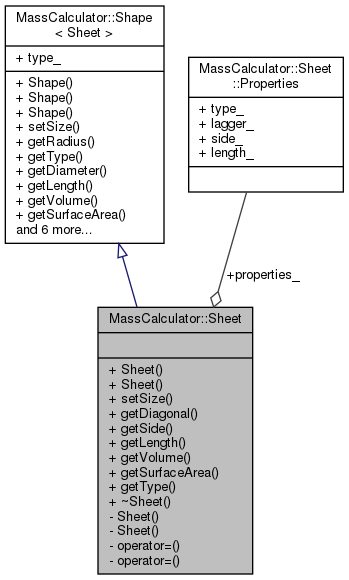 MassCalculator::Shape
< Sheet >
+ type_
+ Shape()
+ Shape()
+ Shape()
+ setSize()
+ getRadius()
+ getType()
+ getDiameter()
+ getLength()
+ getVolume()
+ getSurfaceArea()
and 6 more...
MassCalculator::Sheet
::Properties
+ type_
+ lagger_
+ side_
+ length_
+properties_
MassCalculator::Sheet
+ Sheet()
+ Sheet()
+ setSize()
+ getDiagonal()
+ getSide()
+ getLength()
+ getVolume()
+ getSurfaceArea()
+ getType()
+ ~Sheet()
- Sheet()
- Sheet()
- operator=()
- operator=()